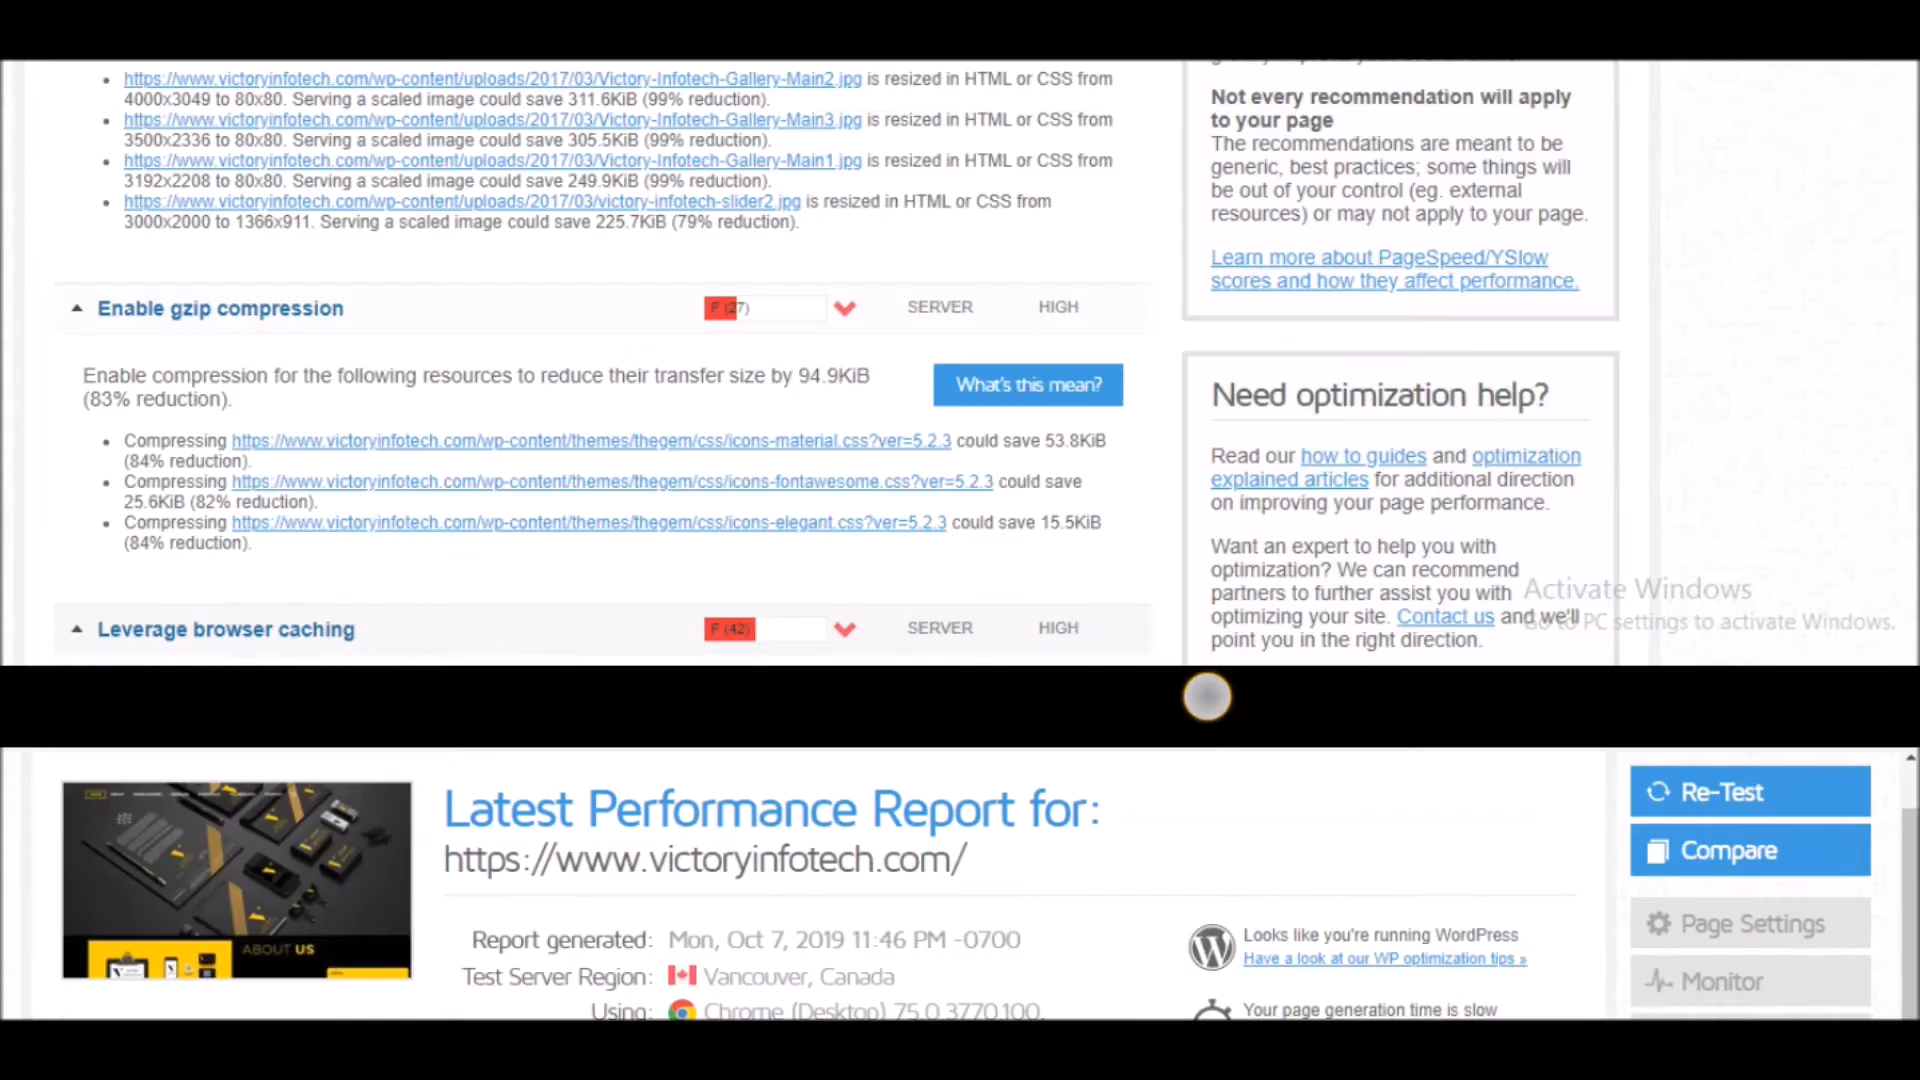 https://www.victoryinfotech.com/wp-content/uploads/2017/03/Victory-Infotech-Gallery-Main2.jpg is resized in HTML or CSS from
4000x3049 to 80x80. Serving a scaled image could save 311.6KiB (99% reduction).
https://www.victoryinfotech.com/wp-content/uploads/2017/03/Victory-Infotech-Gallery-Main3.jpg is resized in HTML or CSS from
3500x2336 to 80x80. Serving a scaled image could save 305.5KiB (99% reduction).
https://www.victoryinfotech.com/wp-content/uploads/2017/03/Victory-Infotech-Gallery-Main1.jpg is resized in HTML or CSS from
3192x2208 to 80x80. Serving a scaled image could save 249.9KiB (99% reduction).
https://www.victoryinfotech.com/wp-content/uploads/2017/03/victory-infotech-slider2.jpg is resized in HTML or CSS from
3000x2000 to 1366x911. Serving a scaled image could save 225.7KiB (79% reduction).
Enable gzip compression F (27) SERVER HIGH
Enable compression for the following resources to reduce their transfer size by 94.9KiB
(83% reduction).
What's this mean?
Compressing https://www.victoryinfotech.com/wp-content/themes/thegem/css/icons-material.css?ver=5.2.3 could save 53.8KiB
(84% reduction).
Compressing https://www.victoryinfotech.com/wp-content/themes/thegem/css/icons-fontawesome.css?ver=5.2.3 could save
25.6KiB (82% reduction).
Compressing https://www.victoryinfotech.com/wp-content/themes/thegem/css/icons-elegant.css?ver=5.2.3 could save 15.5KiB
(84% reduction).
Leverage browser caching F (42) SERVER HIGH
Not every recommendation will apply
to your page
The recommendations are meant to be
generic, best practices; some things will
be out of your control (eg. external
resources) or may not apply to your page.
Learn more about PageSpeed/YSlow
scores and how they affect performance.
Need optimization help?
Read our how to guides and optimization
explained articles for additional direction
on improving your page performance.
Want an expert to help you with
optimization? We can recommend
partners to further assist you with
optimizing your site. Contact us and we'll
point you in the right direction.
Activate Windows
Go to PC settings to activate Windows.
ABOUT US
Latest Performance Report for:
https://www.victoryinfotech.com/
Report generated: Mon, Oct 7, 2019 11:46 PM -0700
Test Server Region: Vancouver, Canada
Using: Chrome (Desktop) 75.0.3770.100,
Looks like you're running WordPress
Have a look at our WP optimization tips »
Your page generation time is slow
Re-Test
Compare
Page Settings
Monitor